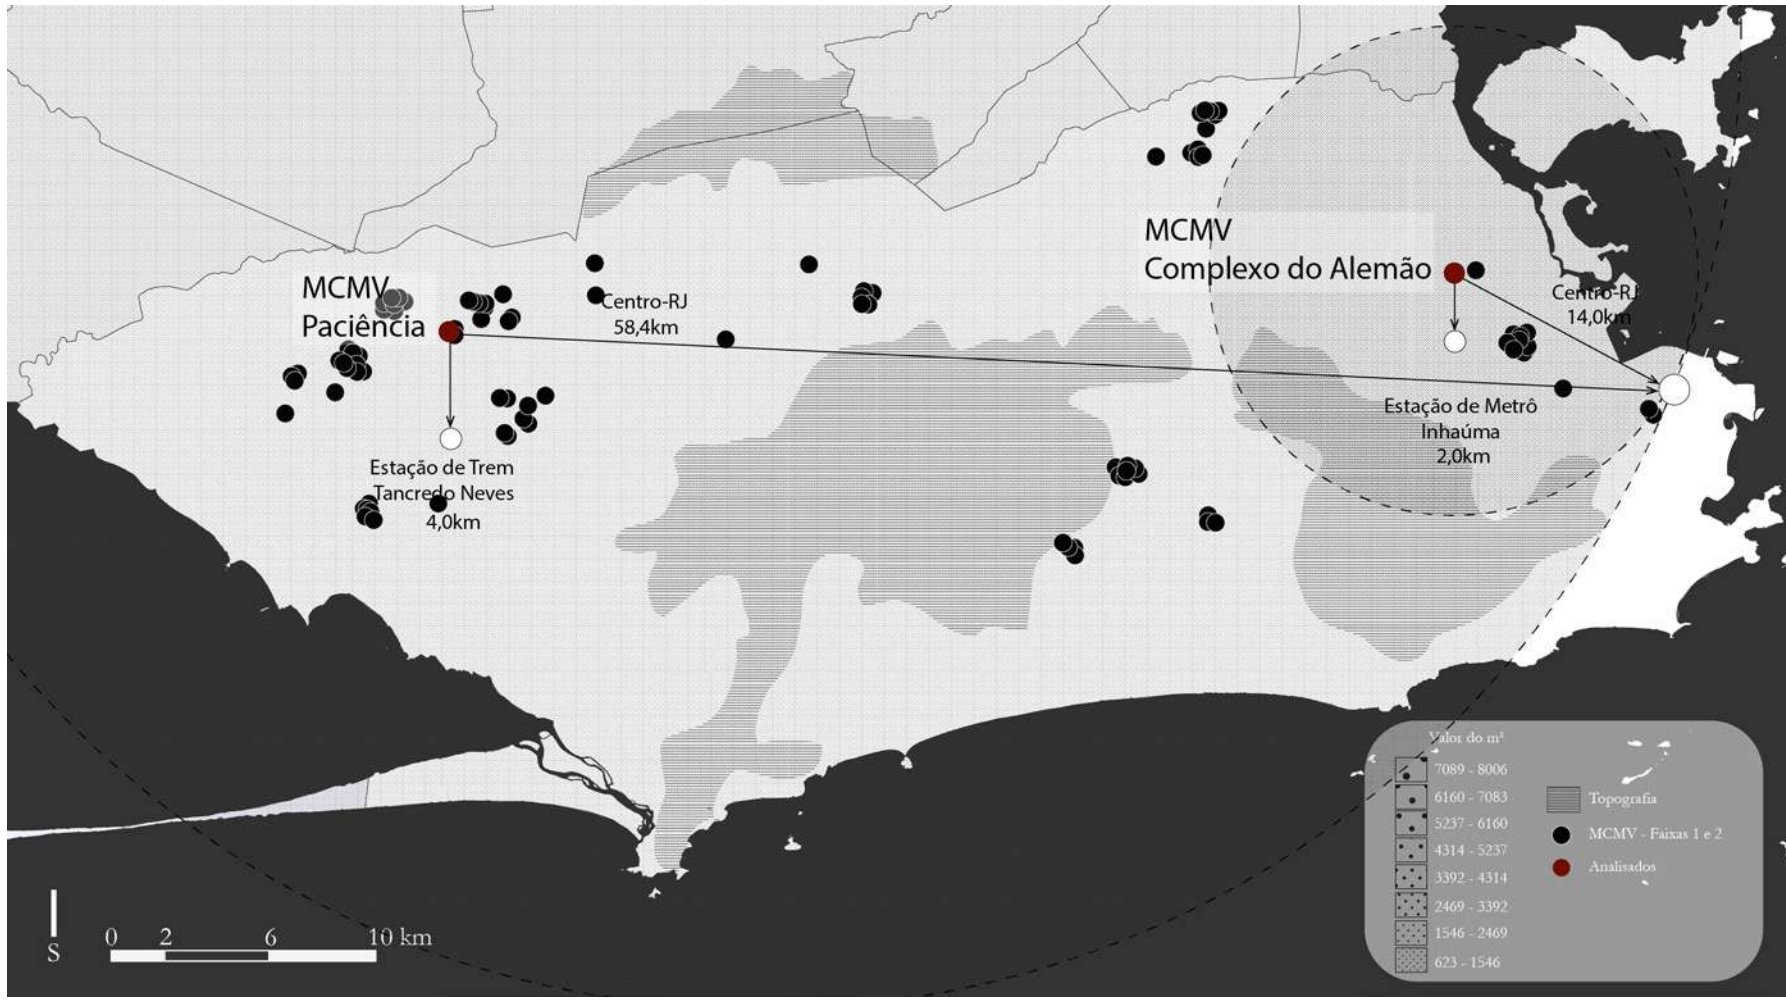 MCMV
Complexo do Alemão
MCMV
Paciência
Centro-RJ
58,4km
Centro-RJ
14,0km
Estação de Metrô
Inhaúma
2,0km
Estação de Trem
Tancredo Neves
4,0km
S
0 2 6 10 km
Valor do m²
7089 - 8006
6160 - 7083
5237 - 6160
4314 - 5237
3392 - 4314
2469 - 3392
1546 - 2469
623 - 1546
Topografia
MCMV - Faixas 1 e 2
Analisados